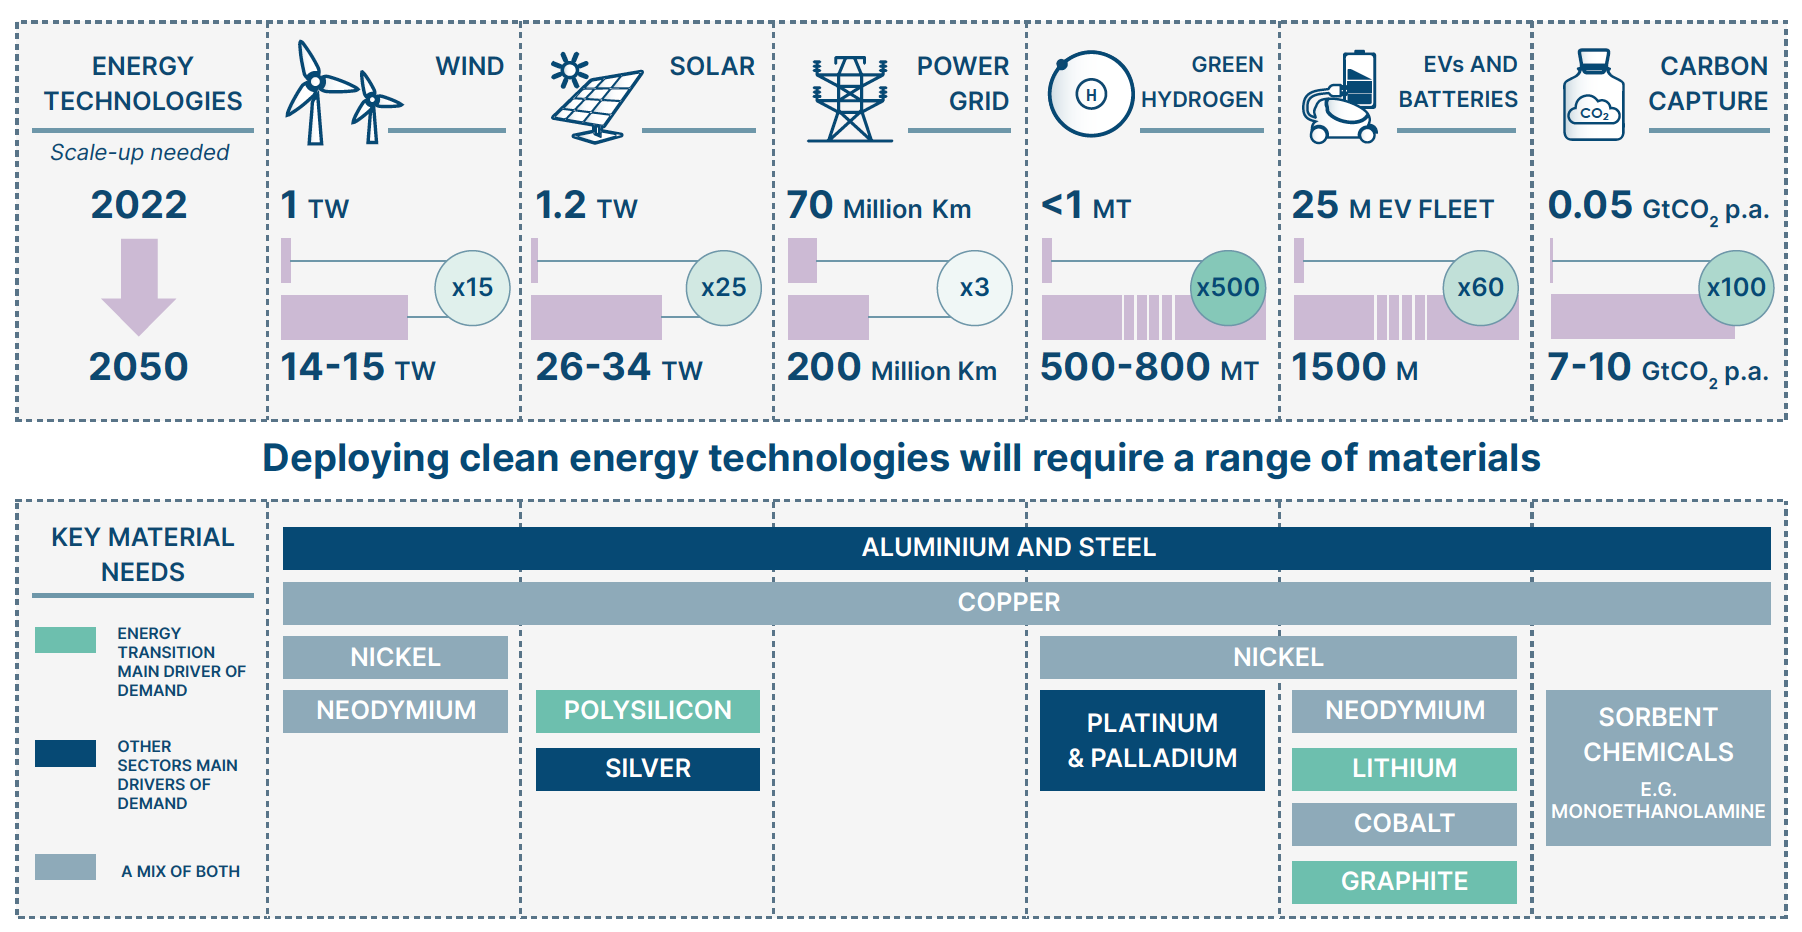 ENERGY
TECHNOLOGIES
Scale-up needed
2022
2050
WIND
1 TW
x15
14-15 TW
SOLAR
1.2 TW
x25
26-34 TW
POWER
GRID
70 Million Km
x3
200 Million Km
H
GREEN
HYDROGEN
<1 MT
x500
500-800 MT
EVs AND
BATTERIES
25 M EV FLEET
x60
1500 M
CO₂
CARBON
CAPTURE
0.05 GtCO₂ p.a.
x100
7-10 GtCO₂ p.a.
Deploying clean energy technologies will require a range of materials
KEY MATERIAL
NEEDS
ENERGY
TRANSITION
MAIN DRIVER OF
DEMAND
OTHER
SECTORS MAIN
DRIVERS OF
DEMAND
A MIX OF BOTH
ALUMINIUM AND STEEL
COPPER
NICKEL
NEODYMIUM
POLYSILICON
SILVER
NICKEL
PLATINUM
& PALLADIUM
NEODYMIUM
LITHIUM
COBALT
GRAPHITE
SORBENT
CHEMICALS
E.G.
MONOETHANOLAMINE